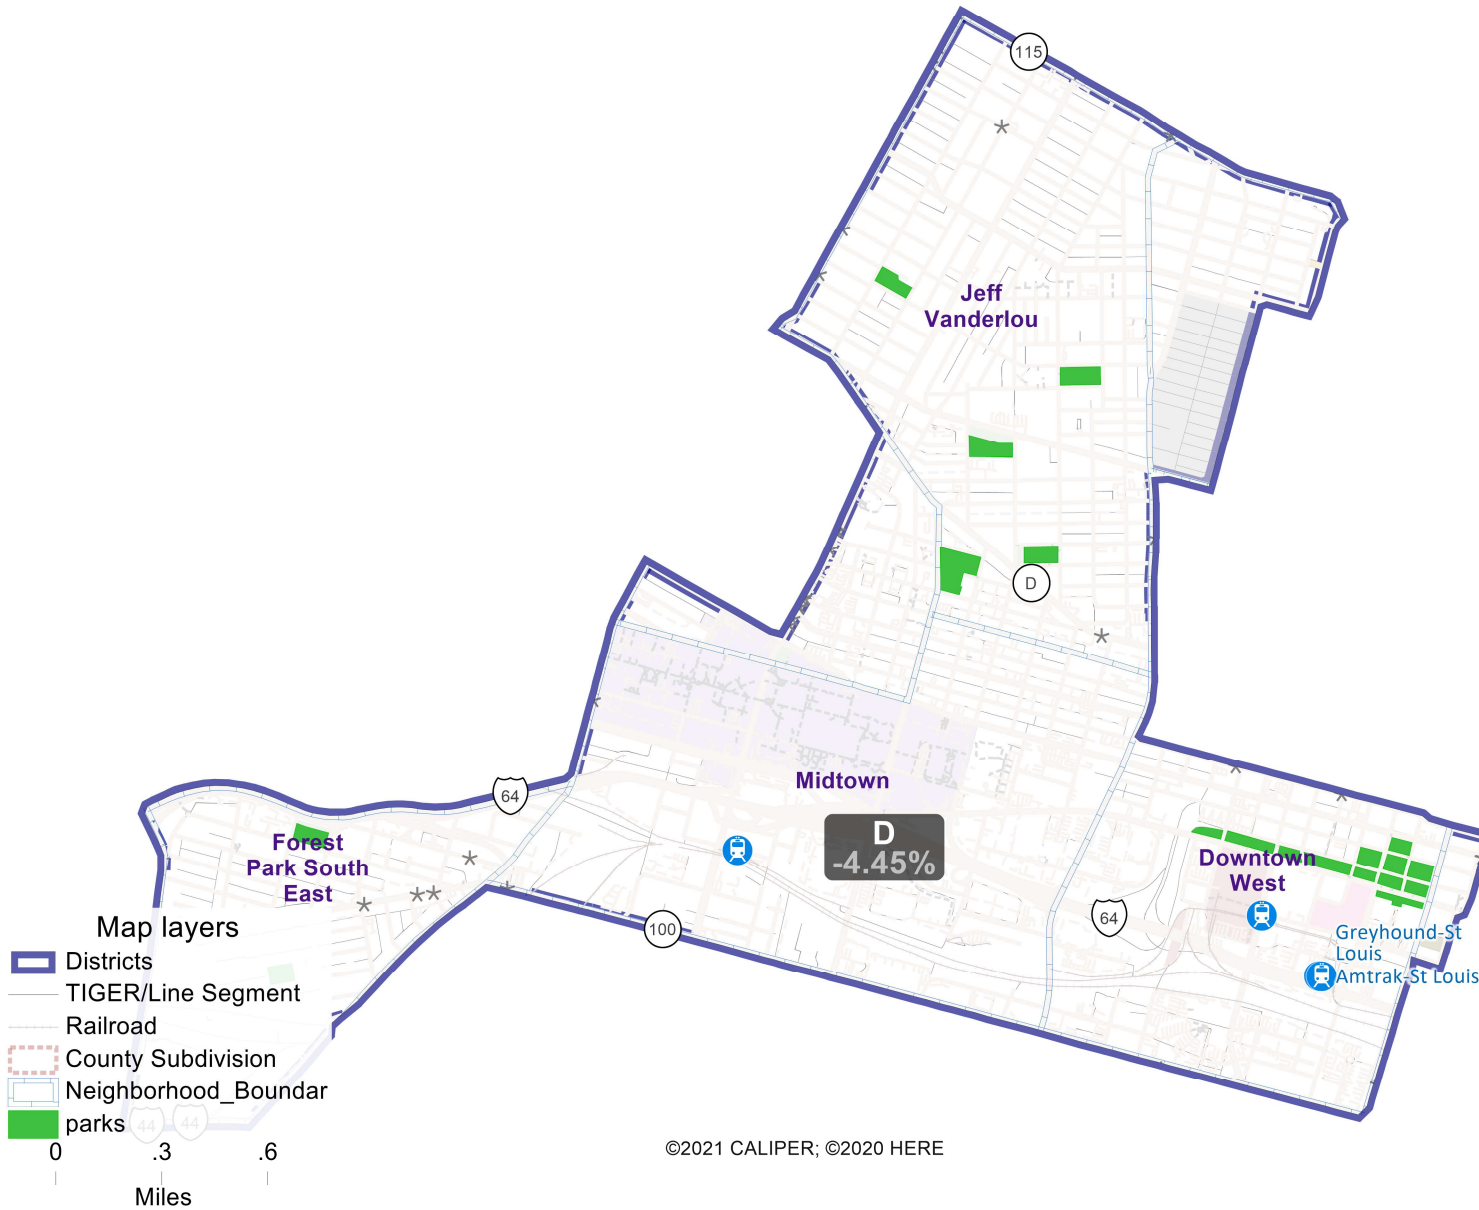 115
Jeff
Vanderlou
D
Midtown
64
D
-4.45%
Forest
Park South
East
Downtown
West
64
100
Greyhound-St
Louis
Amtrak-St Louis
Map layers
Districts
TIGER/Line Segment
Railroad
County Subdivision
Neighborhood_Boundar
parks
44
44
0 .3 .6
Miles
©2021 CALIPER; ©2020 HERE